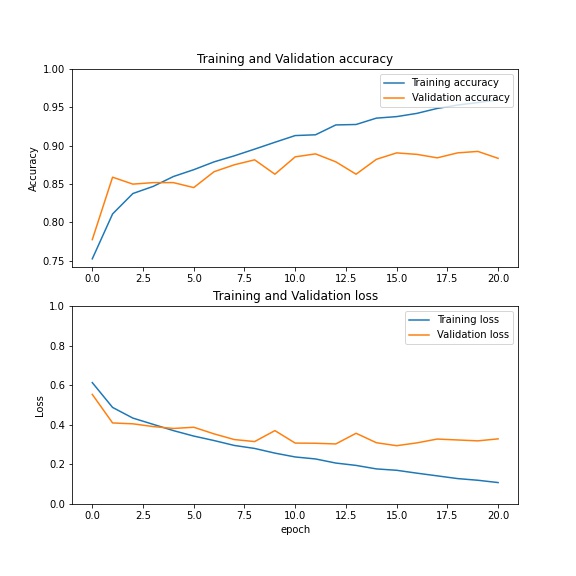 Training and Validation accuracy
1.00
0.95
0.90
0.85
0.80
0.75
Accuracy
Training accuracy
Validation accuracy
0.0 2.5 5.0 7.5 10.0 12.5 15.0 17.5 20.0
Training and Validation loss
1.0
0.8
0.6
0.4
0.2
0.0
Loss
Training loss
Validation loss
0.0 2.5 5.0 7.5 10.0 12.5 15.0 17.5 20.0
epoch